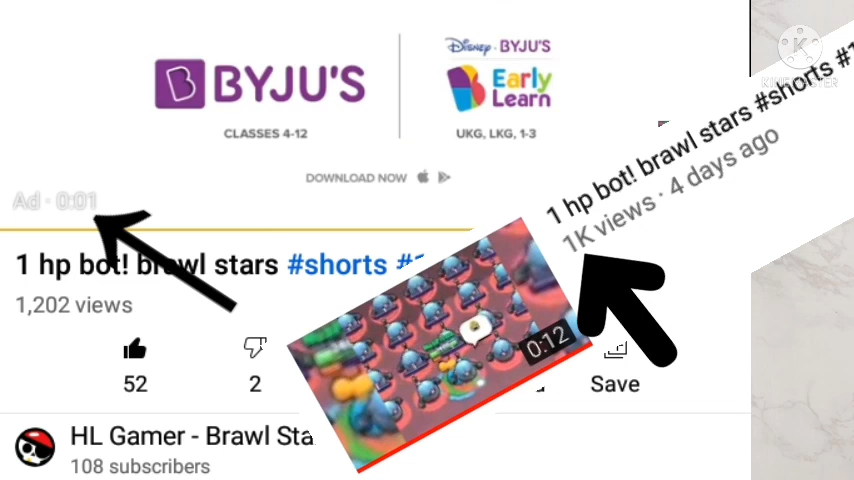 DISNEY · BYJU'S
BYJU'S
Early
Learn
CLASSES 4-12
UKG, LKG, 1-3
DOWNLOAD NOW
Ad · 0:01
K
KINEMASTER
1 hp bot! brawl stars #shorts #1
1K views · 4 days ago
0:12
1 hp bot! brawl stars #shorts #
1,202 views
52
2
Save
HL Gamer - Brawl Sta
108 subscribers